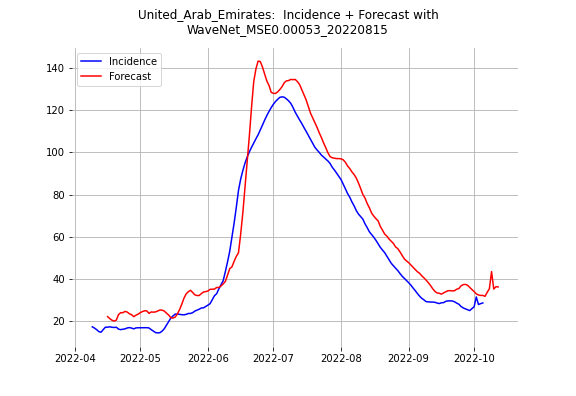 United_Arab_Emirates:  Incidence + Forecast with
WaveNet_MSE0.00053_20220815
Incidence
Forecast
140
120
100
80
60
40
20
2022-04 2022-05 2022-06 2022-07 2022-08 2022-09 2022-10